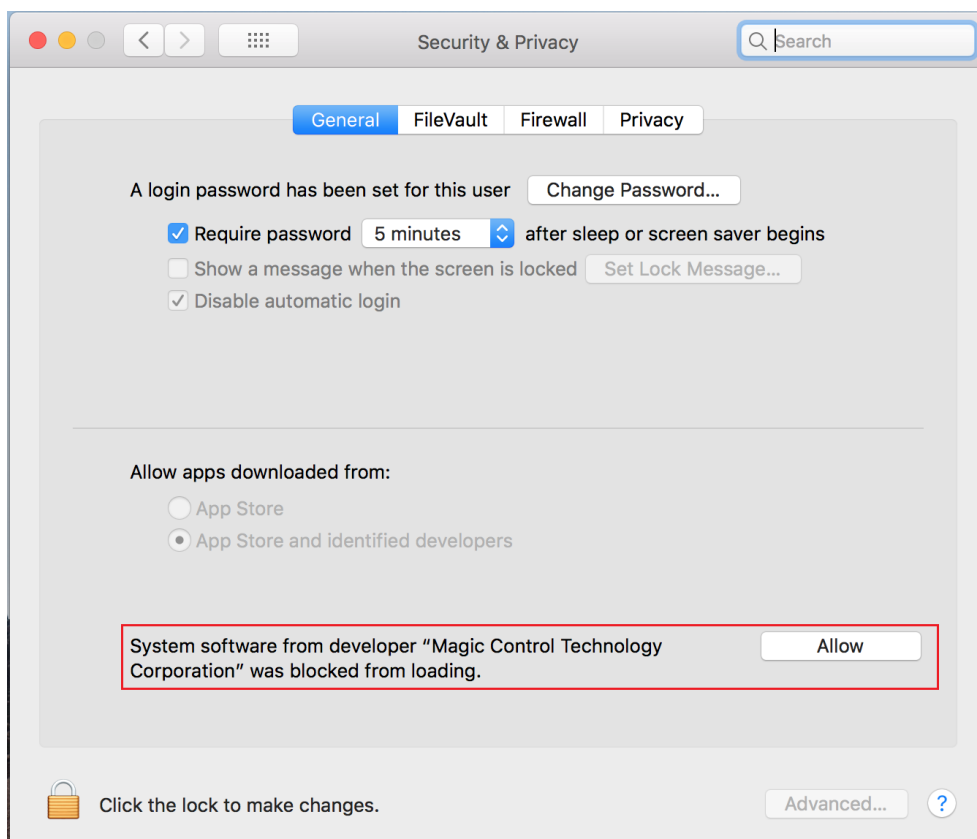 Security & Privacy
Search
General FileVault Firewall Privacy
A login password has been set for this user Change Password...
Require password 5 minutes after sleep or screen saver begins
Show a message when the screen is locked Set Lock Message...
Disable automatic login
Allow apps downloaded from:
App Store
App Store and identified developers
System software from developer “Magic Control Technology Allow
Corporation” was blocked from loading.
Click the lock to make changes. Advanced... ?